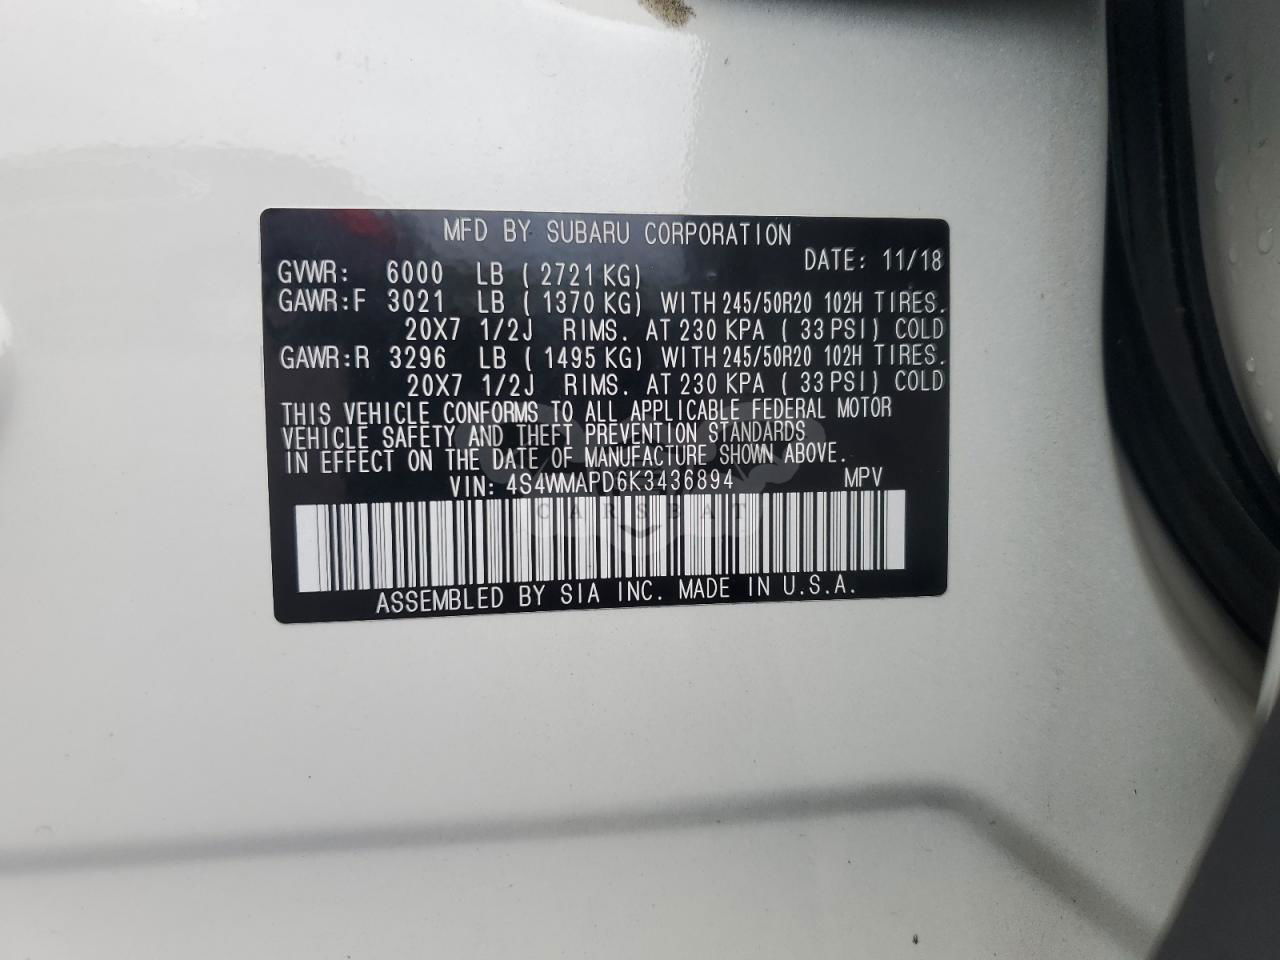 MFD BY SUBARU CORPORATION
DATE: 11/18
GVWR: 6000 LB ( 2721 KG)
GAWR:F 3021 LB ( 1370 KG) WITH 245/50R20 102H TIRES.
20X7 1/2J RIMS. AT 230 KPA ( 33 PSI) COLD
GAWR:R 3296 LB ( 1495 KG) WITH 245/50R20 102H TIRES.
20X7 1/2J RIMS. AT 230 KPA ( 33 PSI) COLD
THIS VEHICLE CONFORMS TO ALL APPLICABLE FEDERAL MOTOR
VEHICLE SAFETY AND THEFT PREVENTION STANDARDS
IN EFFECT ON THE DATE OF MANUFACTURE SHOWN ABOVE.
VIN: 4S4WMAPD6K3436894 MPV
CARSBAT
ASSEMBLED BY SIA INC. MADE IN U.S.A.